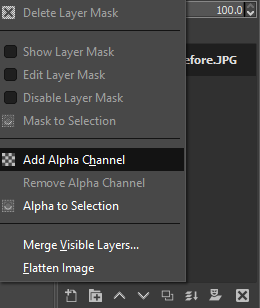 Delete Layer Mask
100.0
Show Layer Mask
efore.JPG
Edit Layer Mask
Disable Layer Mask
Mask to Selection
Add Alpha Channel
Remove Alpha Channel
Alpha to Selection
Merge Visible Layers...
Flatten Image